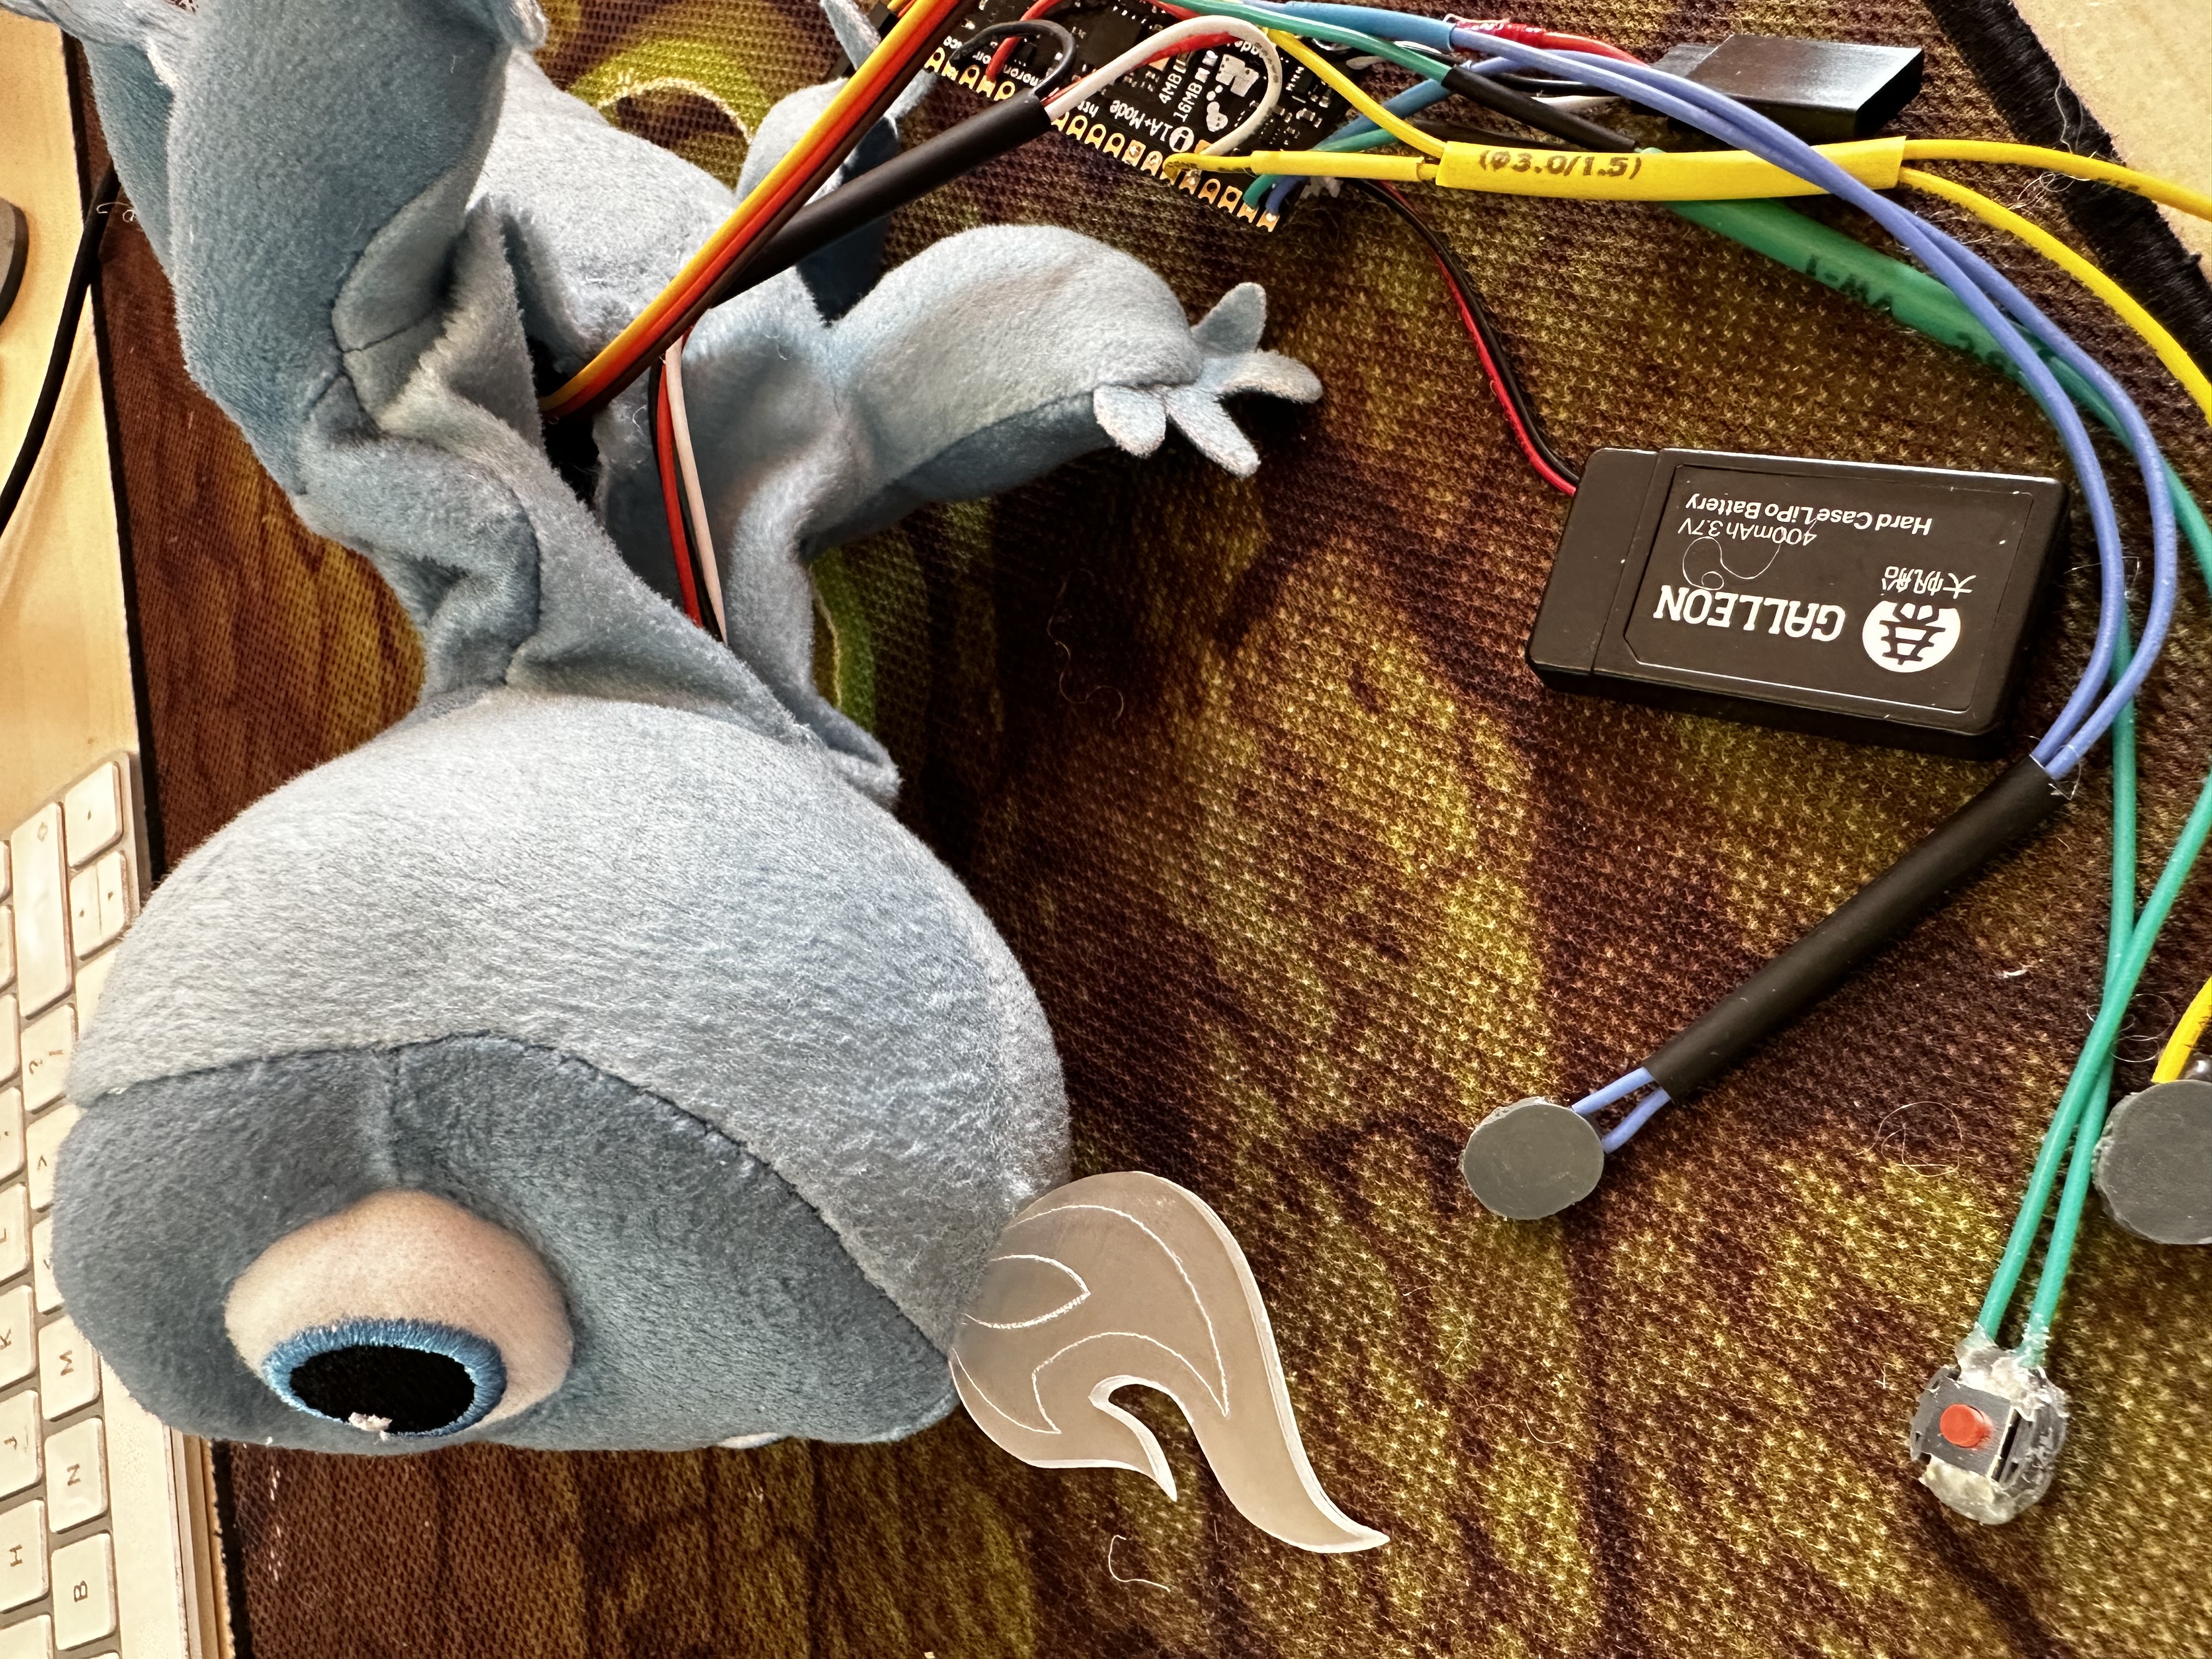 H
J
K
L
B
N
M
<
>
?
/
1A+Mode
4MB
16MB
(φ3.0/1.5)
GALLEON
大帆船
400mAh 3.7V
Hard Case LiPo Battery